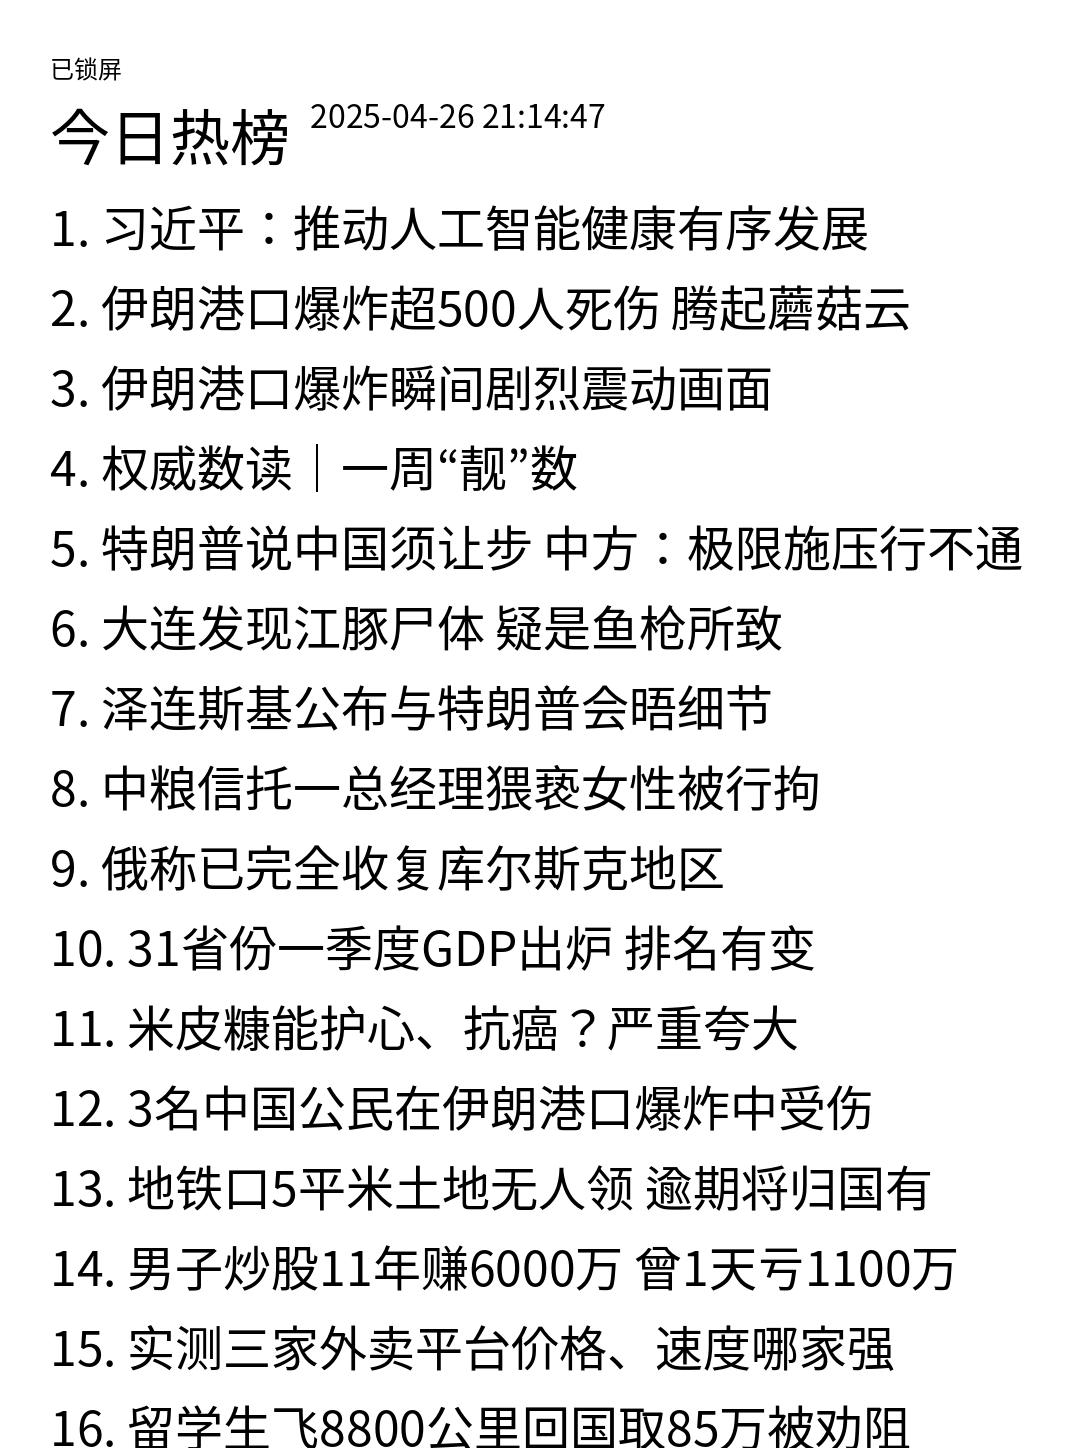 已锁屏
今日热榜 2025-04-26 21:14:47
1. 习近平：推动人工智能健康有序发展
2. 伊朗港口爆炸超500人死伤 腾起蘑菇云
3. 伊朗港口爆炸瞬间剧烈震动画面
4. 权威数读｜一周“靓”数
5. 特朗普说中国须让步 中方：极限施压行不通
6. 大连发现江豚尸体 疑是鱼枪所致
7. 泽连斯基公布与特朗普会晤细节
8. 中粮信托一总经理猥亵女性被行拘
9. 俄称已完全收复库尔斯克地区
10. 31省份一季度GDP出炉 排名有变
11. 米皮糠能护心、抗癌？严重夸大
12. 3名中国公民在伊朗港口爆炸中受伤
13. 地铁口5平米土地无人领 逾期将归国有
14. 男子炒股11年赚6000万 曾1天亏1100万
15. 实测三家外卖平台价格、速度哪家强
16. 留学生飞8800公里回国取85万被劝阻